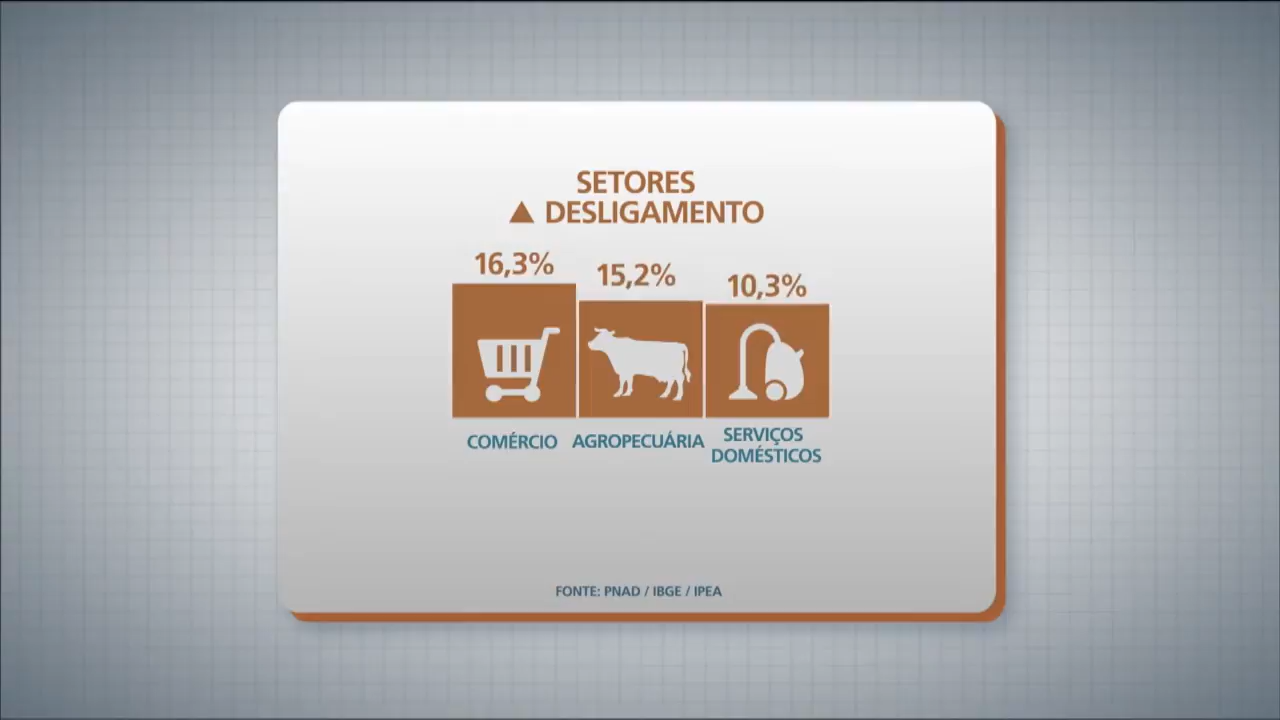 SETORES
▲ DESLIGAMENTO
16,3%
15,2%
10,3%
COMÉRCIO
AGROPECUÁRIA
SERVIÇOS
DOMÉSTICOS
FONTE: PNAD / IBGE / IPEA